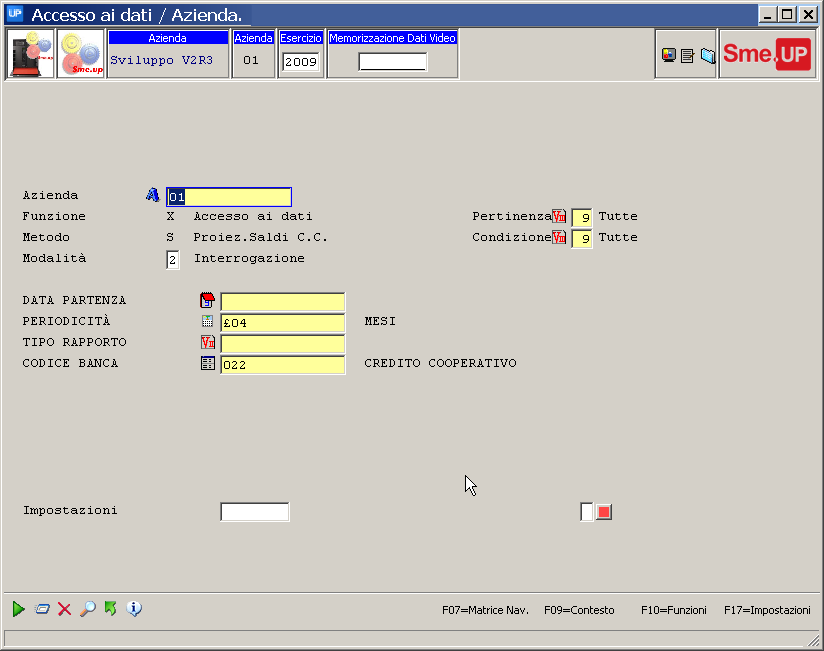 UP Accesso ai dati / Azienda.
Sme.up Sme.up Azienda Azienda Esercizio Memorizzazione Dati Video
Sviluppo V2R3 01 2009 Sme.UP
Azienda 01
Funzione X Accesso ai dati Pertinenza 9 Tutte
Metodo S Proiez.Saldi C.C. Condizione 9 Tutte
Modalità 2 Interrogazione
DATA PARTENZA
PERIODICITÀ £04 MESI
TIPO RAPPORTO
CODICE BANCA 022 CREDITO COOPERATIVO
Impostazioni
F07=Matrice Nav. F09=Contesto F10=Funzioni F17=Impostazioni